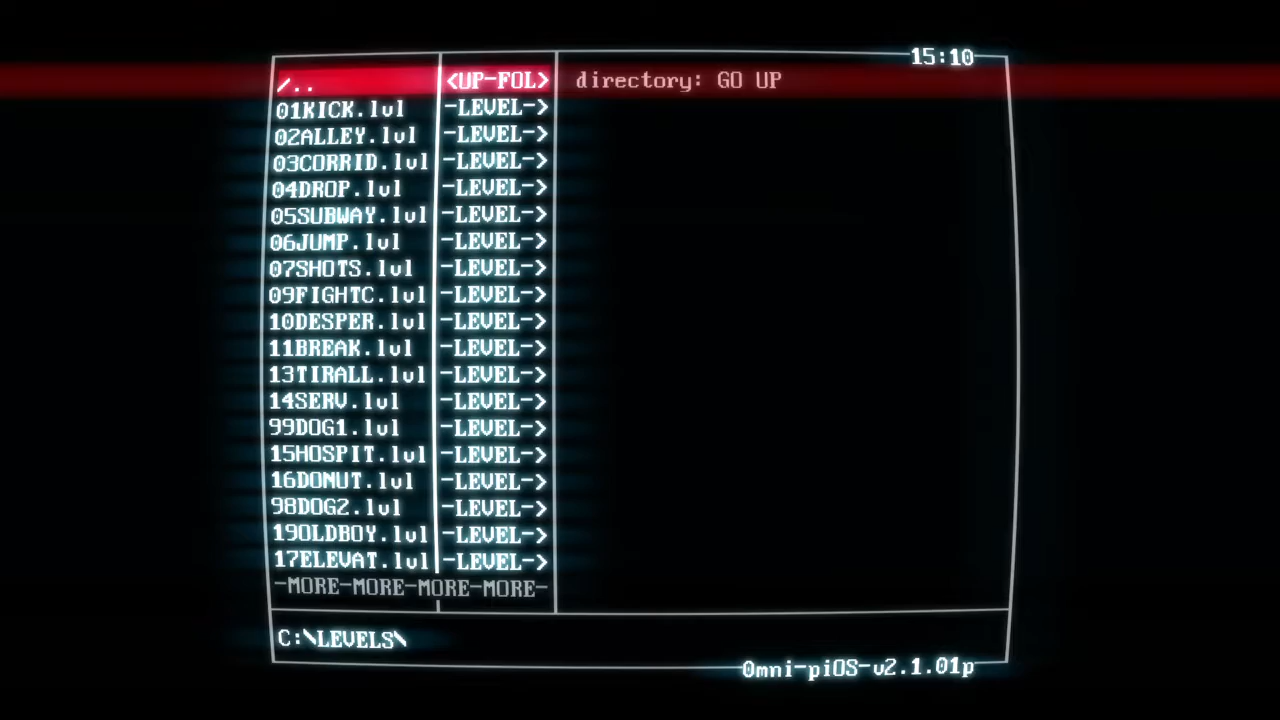 15:10
/.. <UP-FOL> directory: GO UP
01KICK.lvl -LEVEL->
02ALLEY.lvl -LEVEL->
03CORRID.lvl -LEVEL->
04DROP.lvl -LEVEL->
05SUBWAY.lvl -LEVEL->
06JUMP.lvl -LEVEL->
07SHOTS.lvl -LEVEL->
09FIGHTC.lvl -LEVEL->
10DESPER.lvl -LEVEL->
11BREAK.lvl -LEVEL->
13TIRALL.lvl -LEVEL->
14SERV.lvl -LEVEL->
99DOG1.lvl -LEVEL->
15HOSPIT.lvl -LEVEL->
16DONUT.lvl -LEVEL->
98DOG2.lvl -LEVEL->
19OLDBOY.lvl -LEVEL->
17ELEVAT.lvl -LEVEL->
-MORE-MORE-MORE-MORE-
C:\LEVELS\
0mni-piOS-v2.1.01p